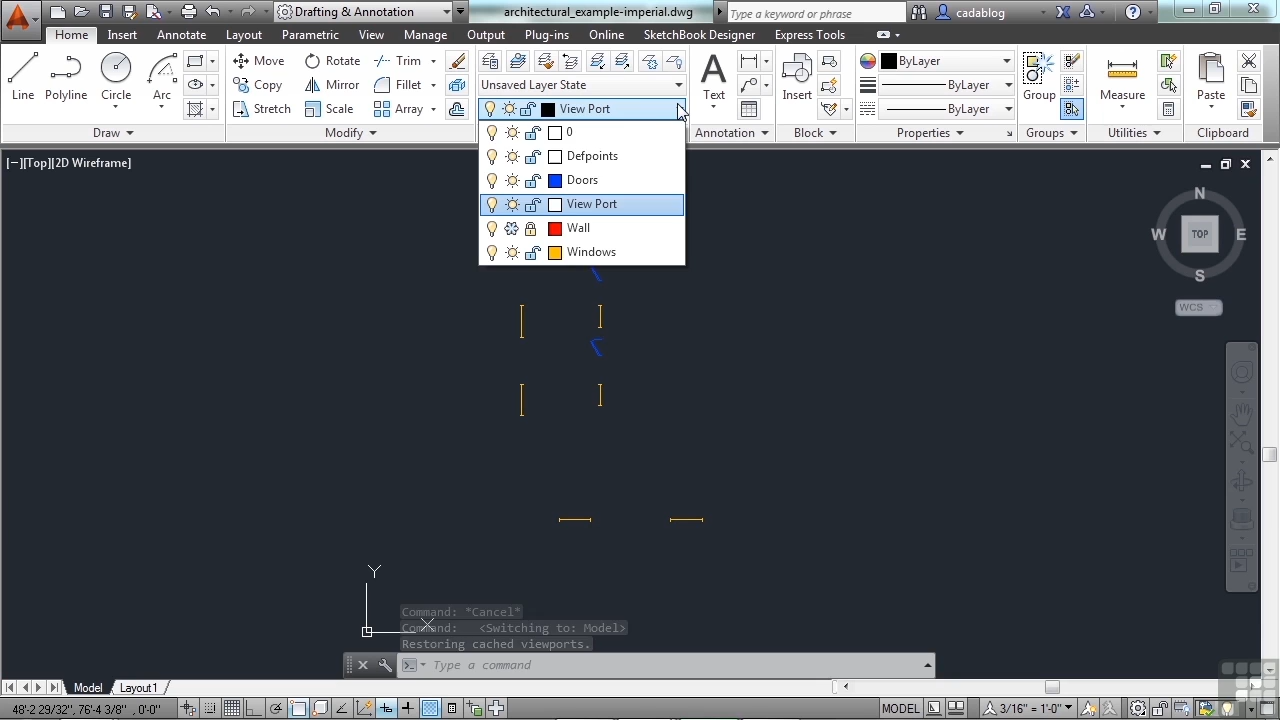 Drafting & Annotation
architectural_example-imperial.dwg
Type a keyword or phrase
cadablog
Home Insert Annotate Layout Parametric View Manage Output Plug-ins Online SketchBook Designer Express Tools
Line
Polyline
Circle
Arc
Move
Copy
Stretch
Rotate
Mirror
Scale
Trim
Fillet
Array
Unsaved Layer State
View Port
0
Defpoints
Doors
View Port
Wall
Windows
Text
Insert
ByLayer
ByLayer
ByLayer
Group
Measure
Paste
Draw
Modify
Annotation
Block
Properties
Groups
Utilities
Clipboard
[−][Top][2D Wireframe]
N
W
TOP
E
S
WCS
Y
X
Command: *Cancel*
Command: <Switching to: Model>
Restoring cached viewports.
Type a command
Model
Layout1
48'-2 29/32", 76'-4 3/8" , 0'-0"
MODEL
3/16" = 1'-0"